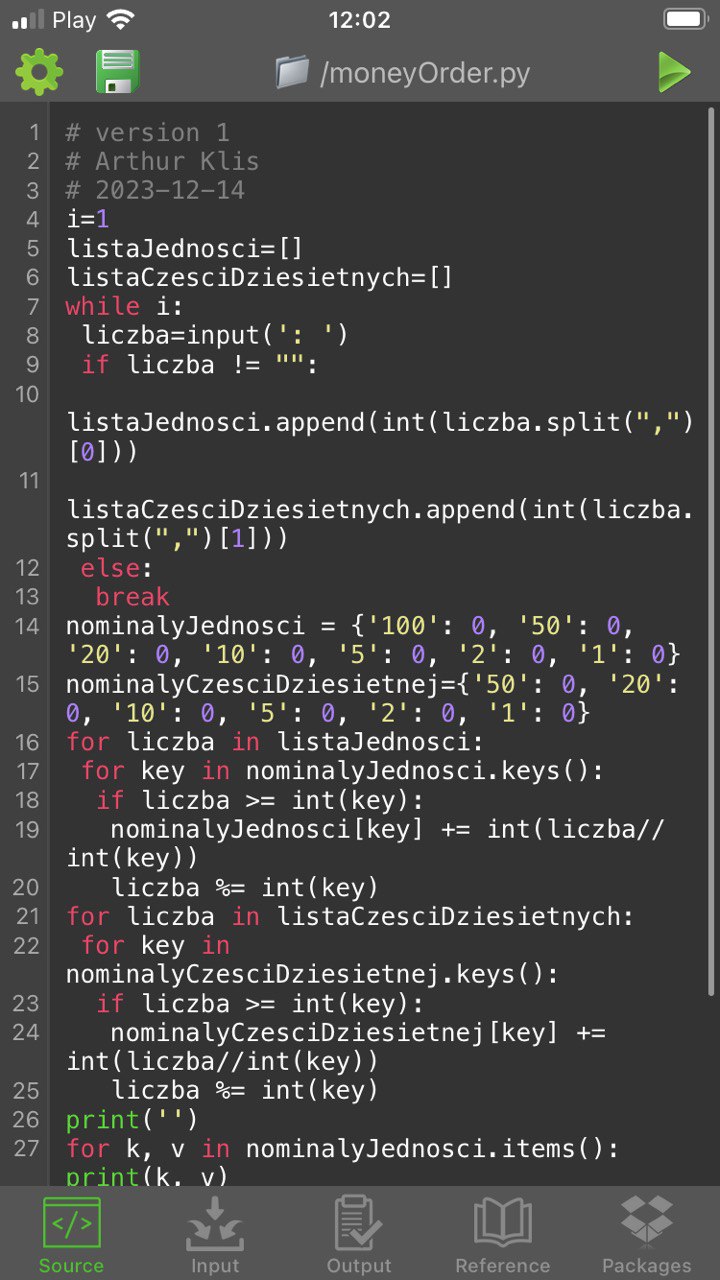 Play 12:02
/moneyOrder.py
1 # version 1
2 # Arthur Klis
3 # 2023-12-14
4 i=1
5 listaJednosci=[]
6 listaCzesciDziesietnych=[]
7 while i:
8  liczba=input(': ')
9  if liczba != "":
10
listaJednosci.append(int(liczba.split(",")
[0]))
11
listaCzesciDziesietnych.append(int(liczba.
split(",")[1]))
12  else:
13   break
14 nominalyJednosci = {'100': 0, '50': 0,
'20': 0, '10': 0, '5': 0, '2': 0, '1': 0}
15 nominalyCzesciDziesietnej={'50': 0, '20':
0, '10': 0, '5': 0, '2': 0, '1': 0}
16 for liczba in listaJednosci:
17  for key in nominalyJednosci.keys():
18   if liczba >= int(key):
19    nominalyJednosci[key] += int(liczba//
int(key))
20    liczba %= int(key)
21 for liczba in listaCzesciDziesietnych:
22  for key in
nominalyCzesciDziesietnej.keys():
23   if liczba >= int(key):
24    nominalyCzesciDziesietnej[key] +=
int(liczba//int(key))
25    liczba %= int(key)
26 print('')
27 for k, v in nominalyJednosci.items():
print(k, v)
</> 
Source Input Output Reference Packages